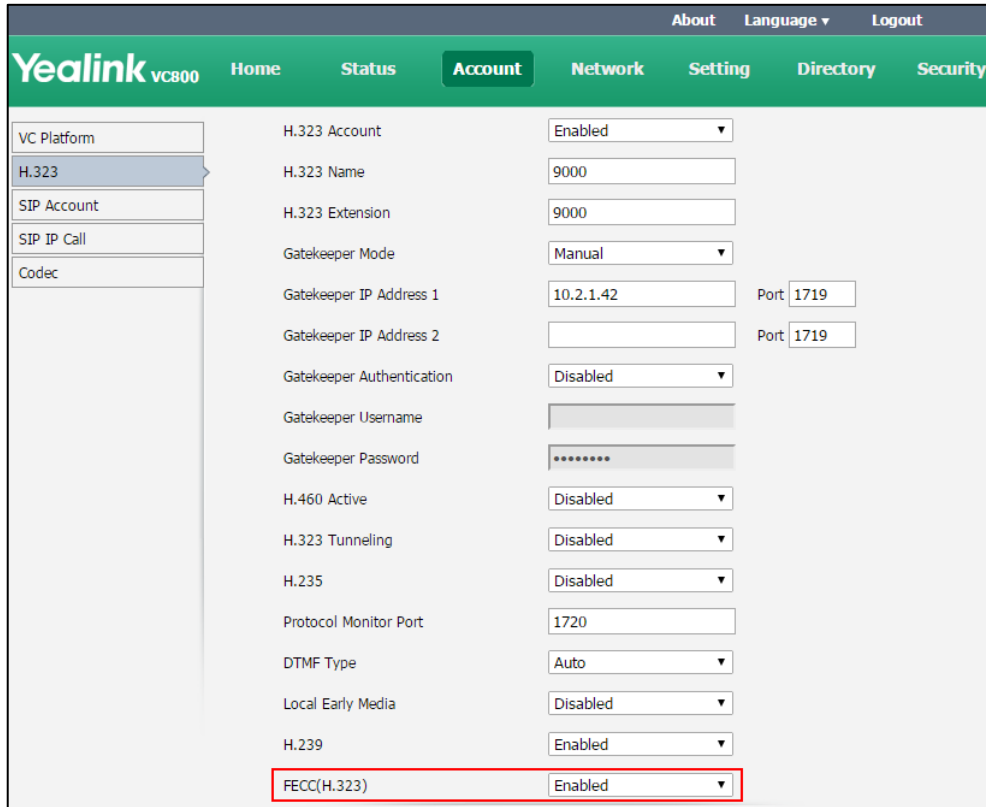 About Language ▾ Logout
Yealink VC800 Home Status Account Network Setting Directory Security
VC Platform
H.323
SIP Account
SIP IP Call
Codec
H.323 Account Enabled
H.323 Name 9000
H.323 Extension 9000
Gatekeeper Mode Manual
Gatekeeper IP Address 1 10.2.1.42 Port 1719
Gatekeeper IP Address 2 Port 1719
Gatekeeper Authentication Disabled
Gatekeeper Username
Gatekeeper Password ••••••••
H.460 Active Disabled
H.323 Tunneling Disabled
H.235 Disabled
Protocol Monitor Port 1720
DTMF Type Auto
Local Early Media Disabled
H.239 Enabled
FECC(H.323) Enabled